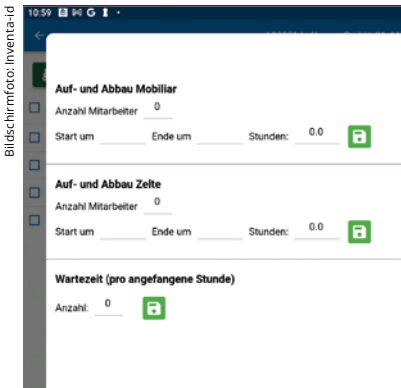 Bildschirmfoto: Inventa-id
10:59
Auf- und Abbau Mobiliar
Anzahl Mitarbeiter 0
Start um Ende um Stunden: 0.0
Auf- und Abbau Zelte
Anzahl Mitarbeiter 0
Start um Ende um Stunden: 0.0
Wartezeit (pro angefangene Stunde)
Anzahl: 0